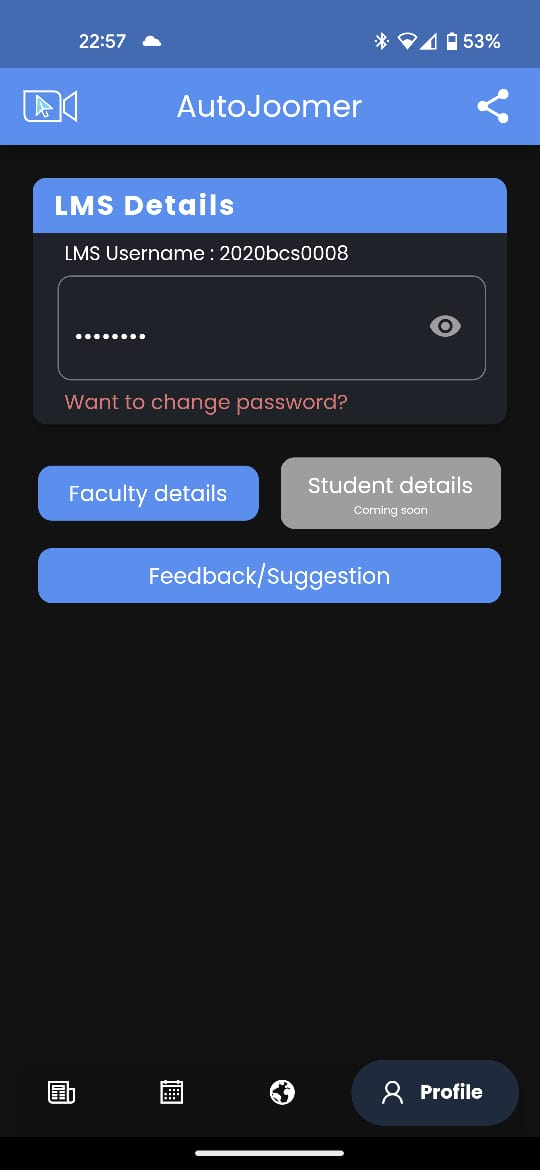 22:57
53%
AutoJoomer
LMS Details
LMS Username : 2020bcs0008
••••••••
Want to change password?
Faculty details
Student details
Coming soon
Feedback/Suggestion
Profile